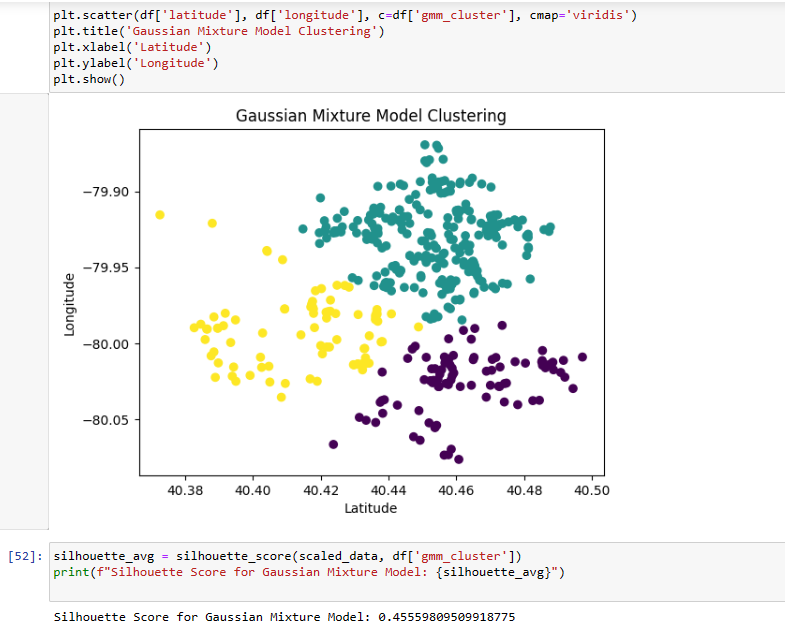 plt.scatter(df['latitude'], df['longitude'], c=df['gmm_cluster'], cmap='viridis')
plt.title('Gaussian Mixture Model Clustering')
plt.xlabel('Latitude')
plt.ylabel('Longitude')
plt.show()
Gaussian Mixture Model Clustering
−79.90
−79.95
−80.00
−80.05
Longitude
40.38 40.40 40.42 40.44 40.46 40.48 40.50
Latitude
[52]: silhouette_avg = silhouette_score(scaled_data, df['gmm_cluster'])
print(f"Silhouette Score for Gaussian Mixture Model: {silhouette_avg}")
Silhouette Score for Gaussian Mixture Model: 0.45559809509918775